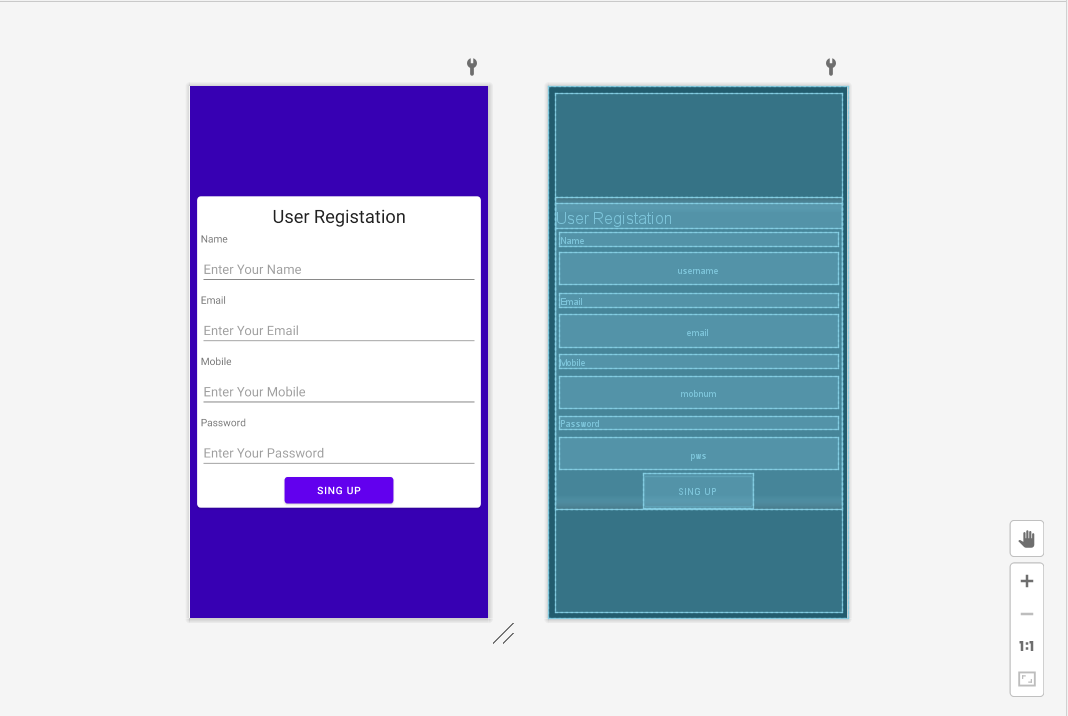 User Registation
Name
Enter Your Name
Email
Enter Your Email
Mobile
Enter Your Mobile
Password
Enter Your Password
SING UP
User Registation
Name
username
Email
email
Mobile
mobnum
Password
pws
SING UP
1:1